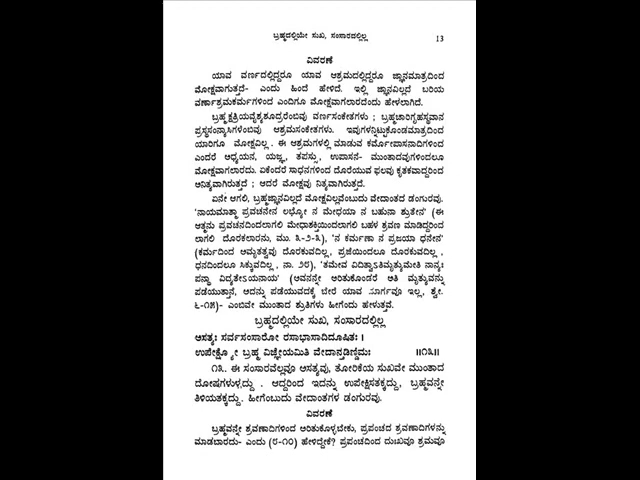 ಬ್ರಹ್ಮದಲ್ಲಿಯೇ ಸುಖ, ಸಂಸಾರದಲ್ಲಿಲ್ಲ 13
ವಿವರಣೆ
ಯಾವ ವರ್ಣದಲ್ಲಿದ್ದರೂ ಯಾವ ಆಶ್ರಮದಲ್ಲಿದ್ದರೂ ಜ್ಞಾನಮಾತ್ರದಿಂದ
ಮೋಕ್ಷವಾಗುತ್ತದೆ- ಎಂದು ಹಿಂದೆ ಹೇಳಿದೆ. ಇಲ್ಲಿ ಜ್ಞಾನವಿಲ್ಲದೆ ಬರಿಯ
ವರ್ಣಾಶ್ರಮಕರ್ಮಗಳಿಂದ ಎಂದಿಗೂ ಮೋಕ್ಷವಾಗಲಾರದೆಂದು ಹೇಳಲಾಗಿದೆ.
ಬ್ರಹ್ಮಕ್ಷತ್ರಿಯವೈಶ್ಯಶೂದ್ರರೆಂಬಿವು ವರ್ಣಸಂಕೇತಗಳು ; ಬ್ರಹ್ಮಚಾರಿಗೃಹಸ್ಥವಾನ
ಪ್ರಸ್ಥಸಂನ್ಯಾಸಿಗಳೆಂಬಿವು ಆಶ್ರಮಸಂಕೇತಗಳು. ಇವುಗಳನ್ನಿಟ್ಟುಕೊಂಡಮಾತ್ರದಿಂದ
ಯಾರಿಗೂ ಮೋಕ್ಷವಿಲ್ಲ. ಈ ಆಶ್ರಮಗಳಲ್ಲಿ ಮಾಡುವ ಕರ್ಮೋಪಾಸನಾದಿಗಳಿಂದ
ಎಂದರೆ ಅಧ್ಯಯನ, ಯಜ್ಞ, ತಪಸ್ಸು, ಉಪಾಸನೆ- ಮುಂತಾದವುಗಳಿಂದಲೂ
ಮೋಕ್ಷವಾಗಲಾರದು. ಏಕೆಂದರೆ ಸಾಧನಗಳಿಂದ ದೊರೆಯುವ ಫಲವು ಕೃತಕವಾದ್ದರಿಂದ
ಅನಿತ್ಯವಾಗಿರುತ್ತದೆ ; ಆದರೆ ಮೋಕ್ಷವು ನಿತ್ಯವಾಗಿರುತ್ತದೆ.
ಏನೇ ಆಗಲಿ, ಬ್ರಹ್ಮಜ್ಞಾನವಿಲ್ಲದೆ ಮೋಕ್ಷವಿಲ್ಲವೆಂಬುದು ವೇದಾಂತದ ಡಂಗುರವು.
'ನಾಯಮಾತ್ಮಾ ಪ್ರವಚನೇನ ಲಭ್ಯೋ ನ ಮೇಧಯಾ ನ ಬಹುನಾ ಶ್ರುತೇನ' (ಈ
ಆತ್ಮನು ಪ್ರವಚನದಿಂದಲಾಗಲಿ ಮೇಧಾಶಕ್ತಿಯಿಂದಲಾಗಲಿ ಬಹಳ ಶ್ರವಣ ಮಾಡಿದ್ದರಿಂದ
ಲಾಗಲಿ ದೊರಕಲಾರನು, ಮು. ೩-೨-೩), 'ನ ಕರ್ಮಣಾ ನ ಪ್ರಜಯಾ ಧನೇನ'
(ಕರ್ಮದಿಂದ ಅಮೃತತ್ವವು ದೊರಕುವದಿಲ್ಲ, ಪ್ರಜೆಯಿಂದಲೂ ದೊರಕುವದಿಲ್ಲ,
ಧನದಿಂದಲೂ ಸಿಕ್ಕುವದಿಲ್ಲ, ನಾ. ೨೮), 'ತಮೇವ ವಿದಿತ್ವಾಽತಿಮೃತ್ಯುಮೇತಿ ನಾನ್ಯಃ
ಪನ್ಥಾ ವಿದ್ಯತೇಽಯನಾಯ' (ಅವನನ್ನೇ ಅರಿತುಕೊಂಡರೆ ಅತಿ ಮೃತ್ಯುವನ್ನು
ಪಡೆಯುತ್ತಾನೆ, ಅದನ್ನು ಪಡೆಯುವದಕ್ಕೆ ಬೇರೆ ಯಾವ ಮಾರ್ಗವೂ ಇಲ್ಲ, ಶ್ವೇ.
೬-೧೫)- ಎಂಬಿವೇ ಮುಂತಾದ ಶ್ರುತಿಗಳು ಹೀಗೆಂದು ಹೇಳುತ್ತವೆ.
ಬ್ರಹ್ಮದಲ್ಲಿಯೇ ಸುಖ, ಸಂಸಾರದಲ್ಲಿಲ್ಲ
ಅಸತ್ಯಃ ಸರ್ವಸಂಸಾರೋ ರಸಾಭಾಸಾದಿದೂಷಿತಃ ।
ಉಪೇಕ್ಷ್ಯೋ ಬ್ರಹ್ಮ ವಿಜ್ಞೇಯಮಿತಿ ವೇದಾನ್ತಡಿಣ್ಡಿಮಃ ॥೧೩॥
೧೩. ಈ ಸಂಸಾರವೆಲ್ಲವೂ ಅಸತ್ಯವು, ತೋರಿಕೆಯ ಸುಖವೇ ಮುಂತಾದ
ದೋಷಗಳುಳ್ಳದ್ದು. ಆದ್ದರಿಂದ ಇದನ್ನು ಉಪೇಕ್ಷಿಸತಕ್ಕದ್ದು, ಬ್ರಹ್ಮವನ್ನೇ
ತಿಳಿಯತಕ್ಕದ್ದು. ಹೀಗೆಂಬುದು ವೇದಾಂತಗಳ ಡಂಗುರವು.
ವಿವರಣೆ
ಬ್ರಹ್ಮವನ್ನೇ ಶ್ರವಣಾದಿಗಳಿಂದ ಅರಿತುಕೊಳ್ಳಬೇಕು, ಪ್ರಪಂಚದ ಶ್ರವಣಾದಿಗಳನ್ನು
ಮಾಡಬಾರದು- ಎಂದು (೮-೧೦) ಹೇಳಿದ್ದೇಕೆ? ಪ್ರಪಂಚದಿಂದ ದುಃಖವೂ ಶ್ರಮವೂ